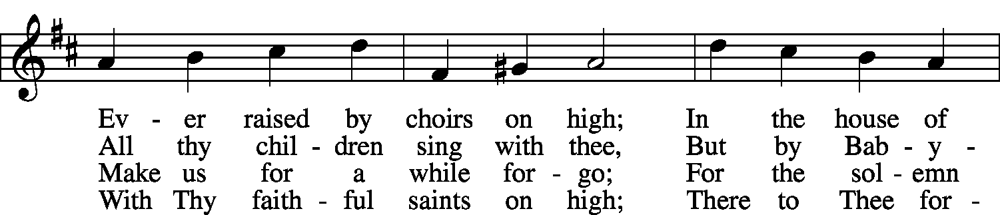 Ev - er raised by choirs on high; In the house of
All thy chil - dren sing with thee, But by Bab - y -
Make us for a while for - go; For the sol - emn
With Thy faith - ful saints on high; There to Thee for -